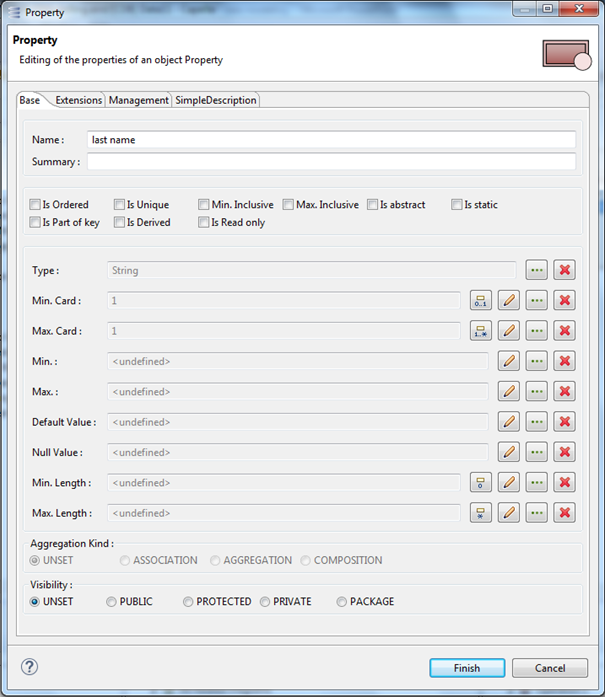 Property
Property
Editing of the properties of an object Property
Base Extensions Management SimpleDescription
Name : last name
Summary :
Is Ordered Is Unique Min. Inclusive Max. Inclusive Is abstract Is static
Is Part of key Is Derived Is Read only
Type : String
Min. Card : 1 0..1
Max. Card : 1 1..*
Min. : <undefined>
Max. : <undefined>
Default Value : <undefined>
Null Value : <undefined>
Min. Length : <undefined> 0
Max. Length : <undefined> *
Aggregation Kind :
UNSET ASSOCIATION AGGREGATION COMPOSITION
Visibility :
UNSET PUBLIC PROTECTED PRIVATE PACKAGE
? Finish Cancel